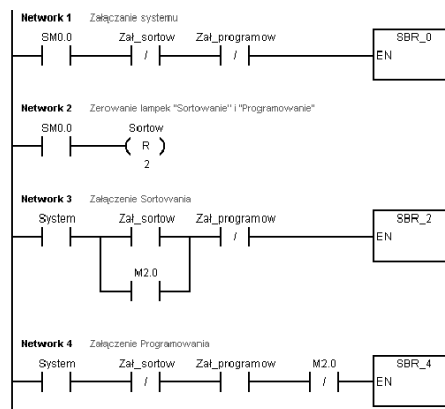 Network 1 Załączanie systemu
SM0.0 Zał_sortow Zał_programow SBR_0
/ / EN
Network 2 Zerowanie lampek "Sortowanie" i "Programowanie"
SM0.0 Sortow
R
2
Network 3 Załączenie Sortowania
System Zał_sortow Zał_programow SBR_2
/ EN
M2.0
Network 4 Załączenie Programowania
System Zał_sortow Zał_programow M2.0 SBR_4
/ / EN